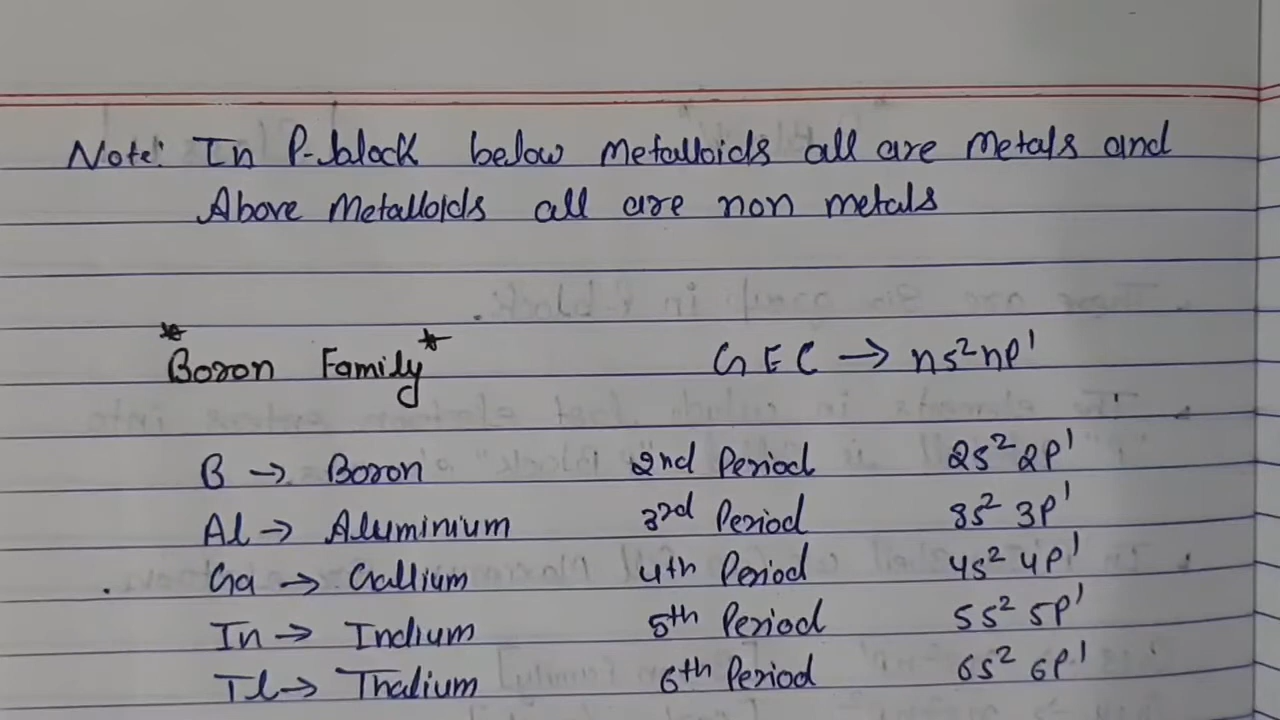 Note: In P-block below Metalloids all are Metals and
Above Metalloids all are non metals
*Boron Family* GEC → ns²np¹
B → Boron 2nd Period 2s² 2p¹
Al → Aluminium 3rd Period 3s² 3p¹
Ga → Gallium 4th Period 4s² 4p¹
In → Indium 5th Period 5s² 5p¹
Tl → Thalium 6th Period 6s² 6p¹